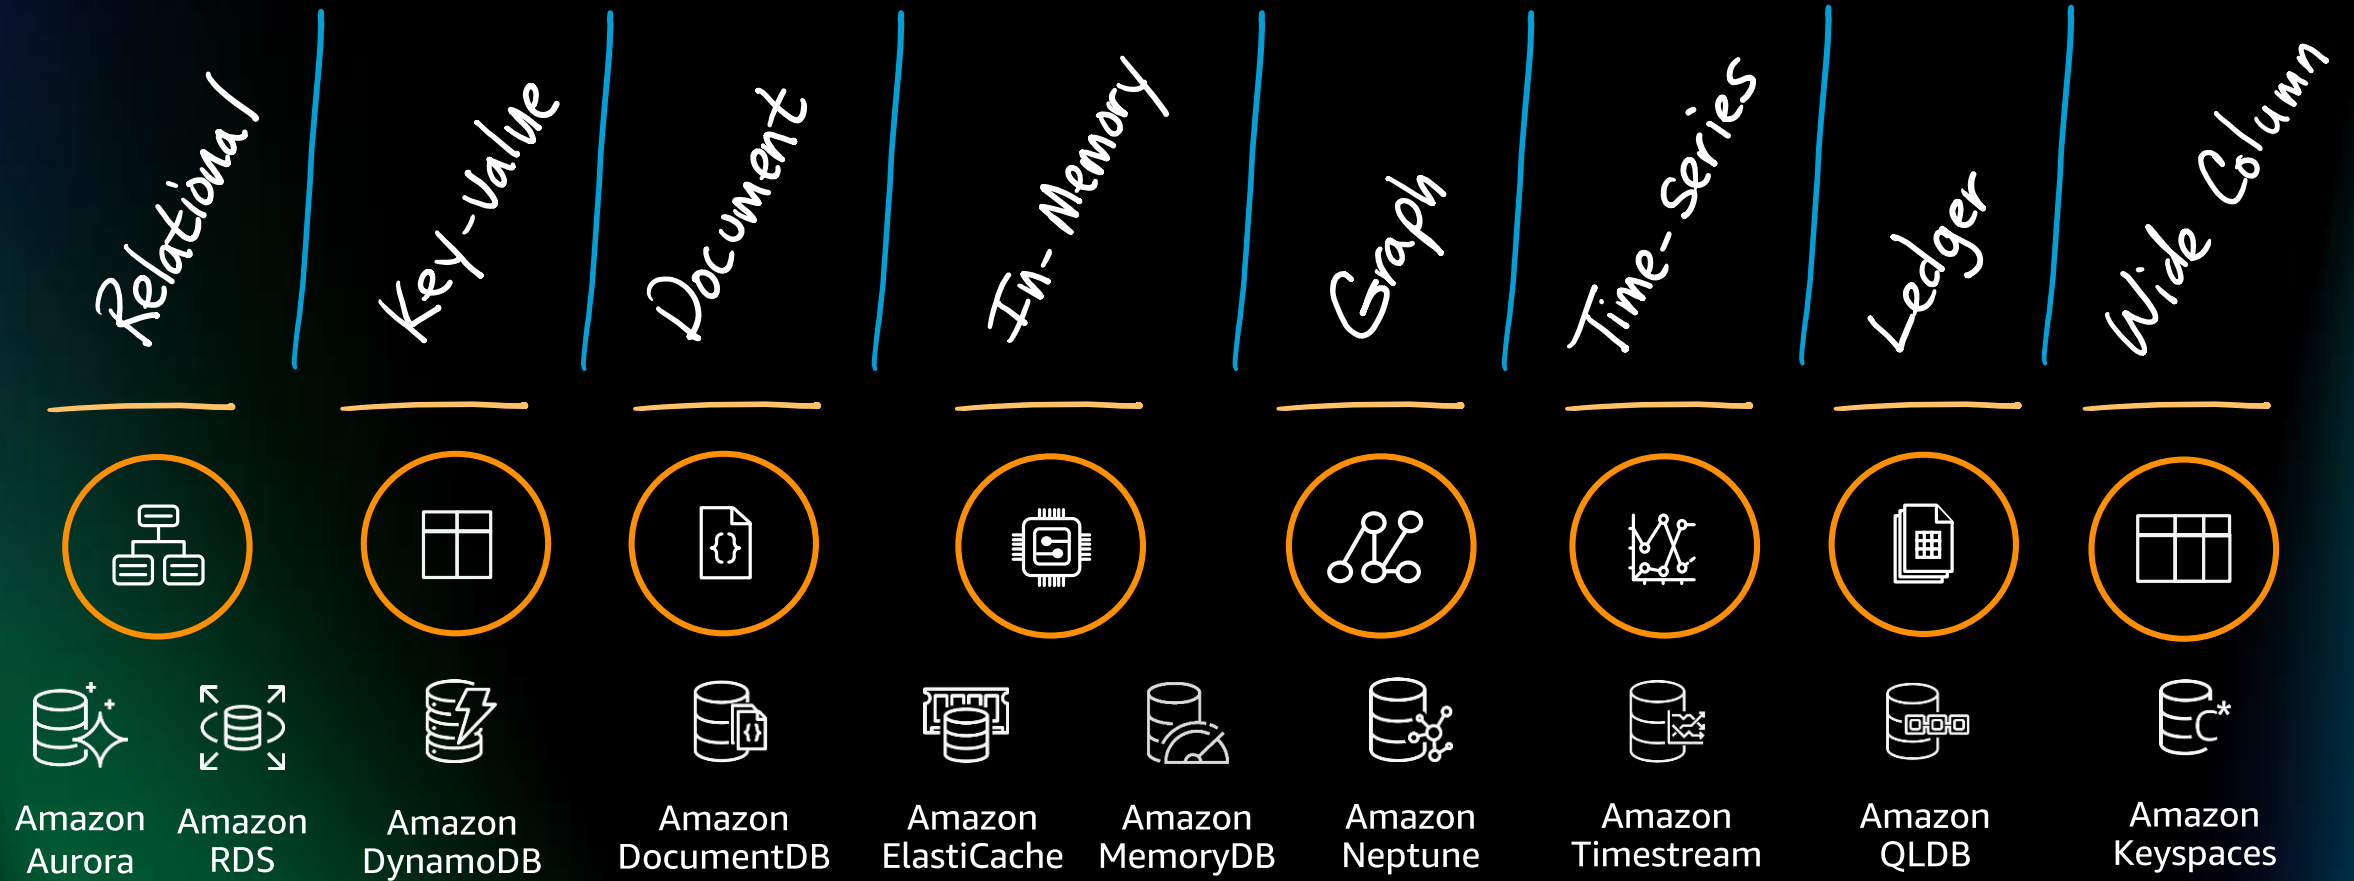 Relational
Key-value
Document
In-Memory
Graph
Time-series
Ledger
Wide Column
{}
{}
C*
Amazon
Aurora
Amazon
RDS
Amazon
DynamoDB
Amazon
DocumentDB
Amazon
ElastiCache
Amazon
MemoryDB
Amazon
Neptune
Amazon
Timestream
Amazon
QLDB
Amazon
Keyspaces